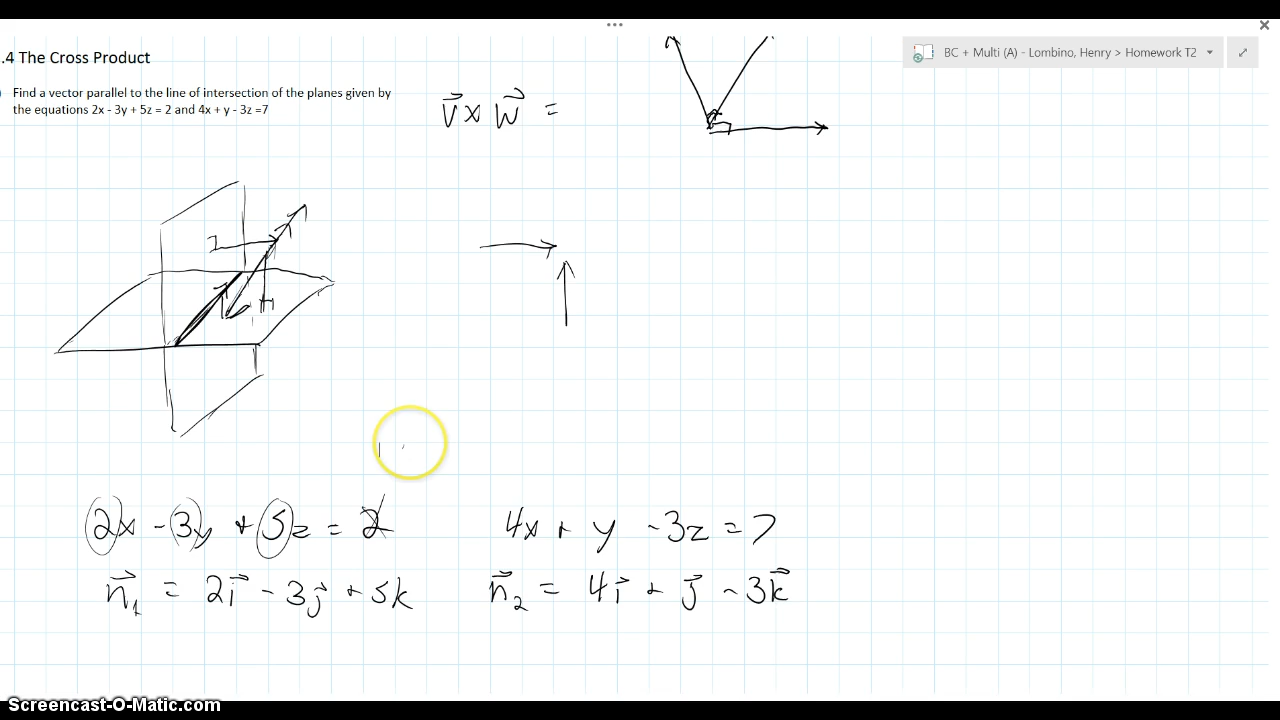 .4 The Cross Product
BC + Multi (A) - Lombino, Henry > Homework T2
Find a vector parallel to the line of intersection of the planes given by
the equations 2x - 3y + 5z = 2 and 4x + y - 3z =7
v⃗ x w⃗ =
2x - 3y + 5z = 2
4x + y - 3z = 7
n⃗₁ = 2i⃗ - 3j⃗ + 5k
n⃗₂ = 4i⃗ + j⃗ - 3k⃗
Screencast-O-Matic.com